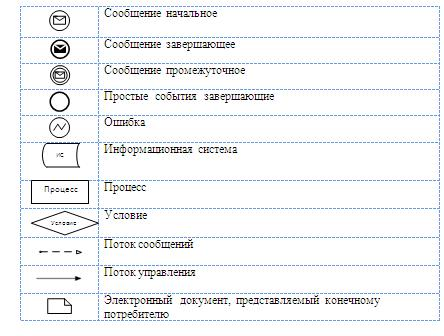 Сообщение начальное
Сообщение завершающее
Сообщение промежуточное
Простые события завершающие
Ошибка
ИС
Информационная система
Процесс
Процесс
Условие
Условие
Поток сообщений
Поток управления
Электронный документ, представляемый конечному
потребителю